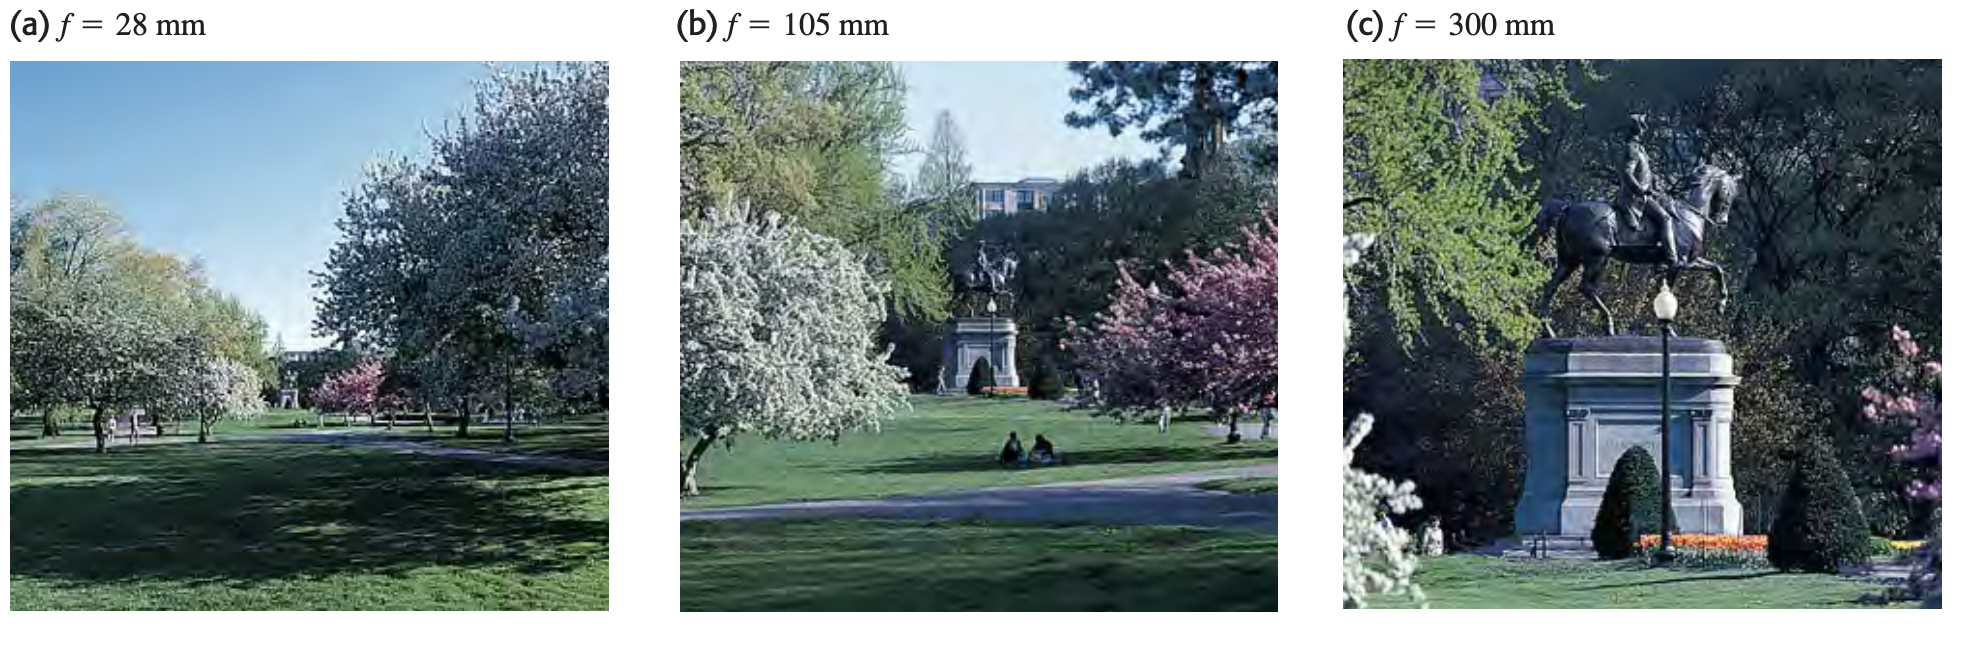 (a) f = 28 mm
(b) f = 105 mm
(c) f = 300 mm